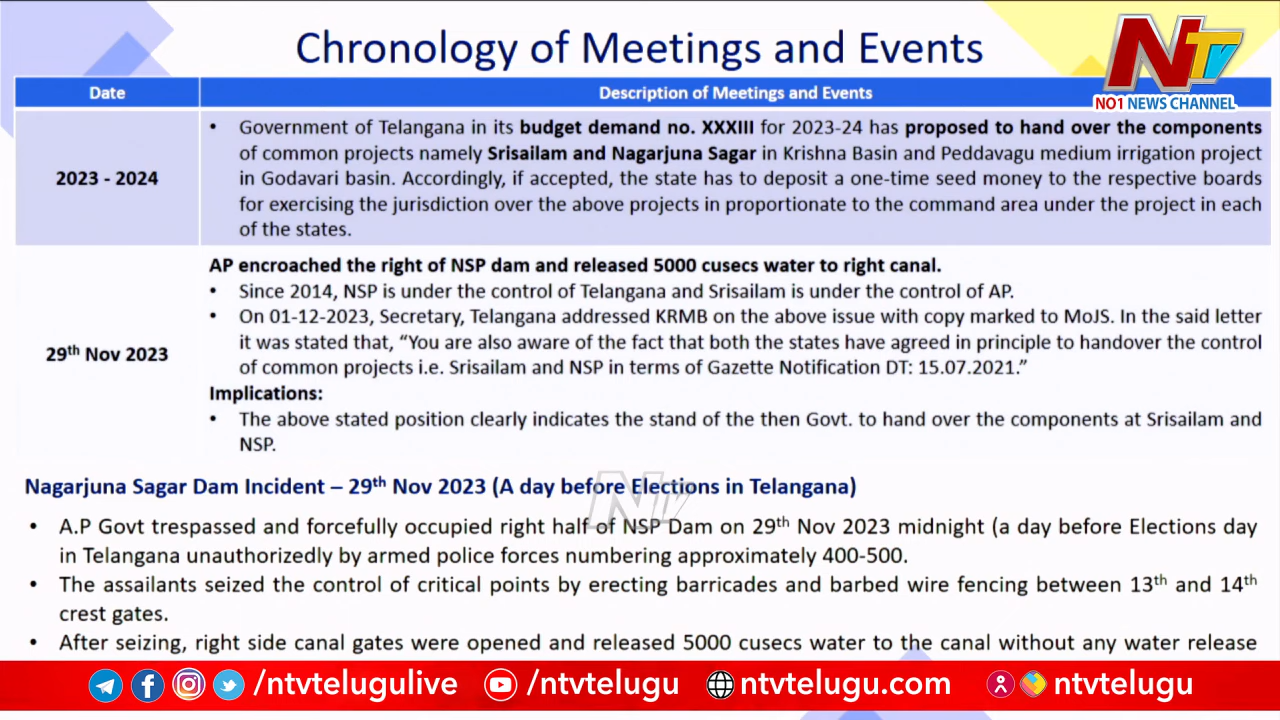 Chronology of Meetings and Events
NTV
NO1 NEWS CHANNEL
Date
Description of Meetings and Events
2023 - 2024
• Government of Telangana in its budget demand no. XXXIII for 2023-24 has proposed to hand over the components
of common projects namely Srisailam and Nagarjuna Sagar in Krishna Basin and Peddavagu medium irrigation project
in Godavari basin. Accordingly, if accepted, the state has to deposit a one-time seed money to the respective boards
for exercising the jurisdiction over the above projects in proportionate to the command area under the project in each
of the states.
29th Nov 2023
AP encroached the right of NSP dam and released 5000 cusecs water to right canal.
• Since 2014, NSP is under the control of Telangana and Srisailam is under the control of AP.
• On 01-12-2023, Secretary, Telangana addressed KRMB on the above issue with copy marked to MoJS. In the said letter
it was stated that, “You are also aware of the fact that both the states have agreed in principle to handover the control
of common projects i.e. Srisailam and NSP in terms of Gazette Notification DT: 15.07.2021.”
Implications:
• The above stated position clearly indicates the stand of the then Govt. to hand over the components at Srisailam and
NSP.
Nagarjuna Sagar Dam Incident – 29th Nov 2023 (A day before Elections in Telangana)
NTV
• A.P Govt trespassed and forcefully occupied right half of NSP Dam on 29th Nov 2023 midnight (a day before Elections day
in Telangana unauthorizedly by armed police forces numbering approximately 400-500.
• The assailants seized the control of critical points by erecting barricades and barbed wire fencing between 13th and 14th
crest gates.
• After seizing, right side canal gates were opened and released 5000 cusecs water to the canal without any water release
/ntvtelugulive
/ntvtelugu
ntvtelugu.com
ntvtelugu